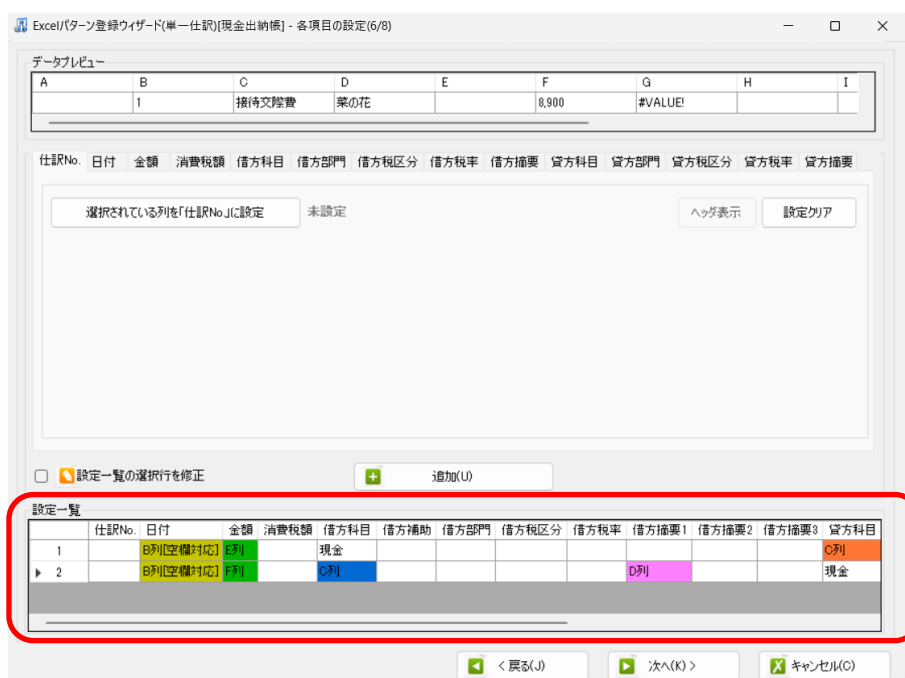 Excelパターン登録ウィザード(単一仕訳)[現金出納帳] - 各項目の設定(6/8)
データプレビュー
A B C D E F G H I
1 接待交際費 菜の花 8,900 #VALUE!
仕訳No. 日付 金額 消費税額 借方科目 借方部門 借方税区分 借方税率 借方摘要 貸方科目 貸方部門 貸方税区分 貸方税率 貸方摘要
選択されている列を「仕訳No.」に設定 未設定 ヘッダ表示 設定クリア
設定一覧の選択行を修正 追加(U)
設定一覧
仕訳No. 日付 金額 消費税額 借方科目 借方補助 借方部門 借方税区分 借方税率 借方摘要1 借方摘要2 借方摘要3 貸方科目
1 B列[空欄対応] E列 現金 C列
2 B列[空欄対応] F列 C列 D列 現金
< 戻る(J) 次へ(K) > キャンセル(C)